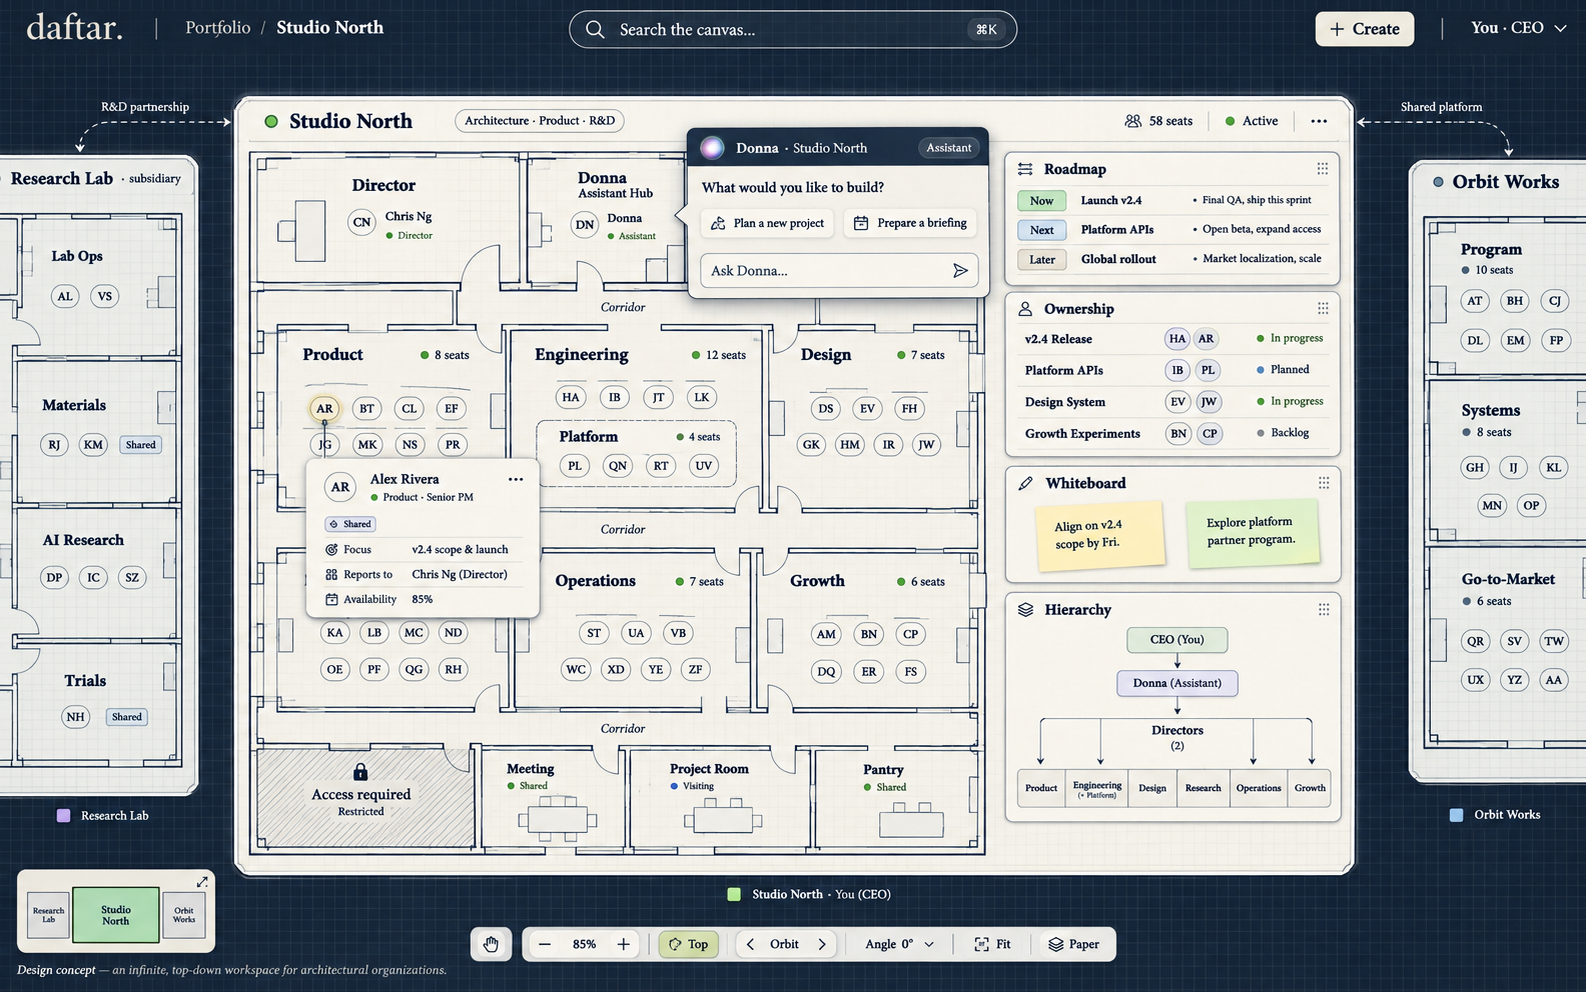 daftar.
Portfolio / Studio North
Search the canvas...
⌘K
+ Create
You · CEO
R&D partnership
Shared platform
Research Lab · subsidiary
Lab Ops
AL VS
Materials
RJ KM Shared
AI Research
DP IC SZ
Trials
NH Shared
Research Lab
Studio North
Architecture · Product · R&D
58 seats
Active
Director
CN
Chris Ng
Director
Donna
Assistant Hub
DN
Donna
Assistant
Donna · Studio North
Assistant
What would you like to build?
Plan a new project
Prepare a briefing
Ask Donna...
Corridor
Product
8 seats
AR BT CL EF
JG MK NS PR
Engineering
12 seats
HA IB JT LK
Platform
4 seats
PL QN RT UV
Design
7 seats
DS EV FH
GK HM IR JW
AR
Alex Rivera
Product · Senior PM
Shared
Focus v2.4 scope & launch
Reports to Chris Ng (Director)
Availability 85%
Corridor
KA LB MC ND
OE PF QG RH
Operations
7 seats
ST UA VB
WC XD YE ZF
Growth
6 seats
AM BN CP
DQ ER FS
Corridor
Access required
Restricted
Meeting
Shared
Project Room
Visiting
Pantry
Shared
Roadmap
Now Launch v2.4 • Final QA, ship this sprint
Next Platform APIs • Open beta, expand access
Later Global rollout • Market localization, scale
Ownership
v2.4 Release HA AR In progress
Platform APIs IB PL Planned
Design System EV JW In progress
Growth Experiments BN CP Backlog
Whiteboard
Align on v2.4
scope by Fri.
Explore platform
partner program.
Hierarchy
CEO (You)
Donna (Assistant)
Directors
(2)
Product
Engineering
(+ Platform)
Design
Research
Operations
Growth
Orbit Works
Program
10 seats
AT BH CJ
DL EM FP
Systems
8 seats
GH IJ KL
MN OP
Go-to-Market
6 seats
QR SV TW
UX YZ AA
Orbit Works
Studio North · You (CEO)
Research
Lab
Studio
North
Orbit
Works
Design concept — an infinite, top-down workspace for architectural organizations.
− 85% +
Top
Orbit
Angle 0°
Fit
Paper